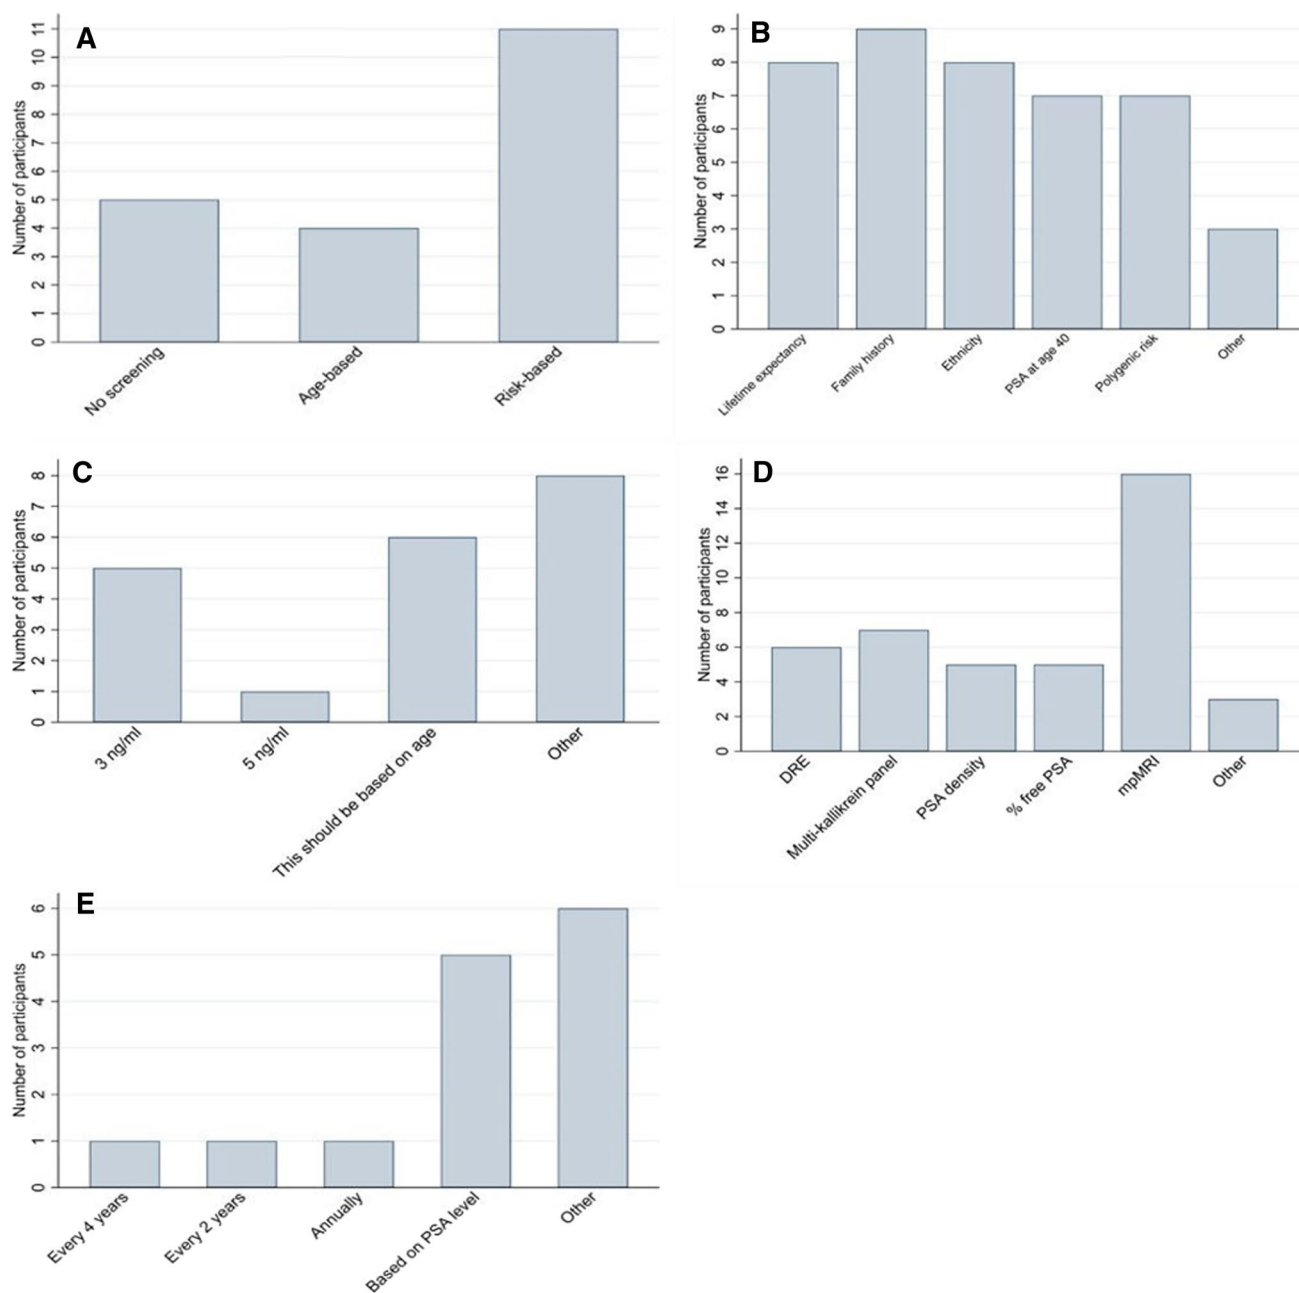 A
Number of participants
11
10
9
8
7
6
5
4
3
2
1
0
No screening
Age-based
Risk-based
B
Number of participants
9
8
7
6
5
4
3
2
1
0
Lifetime expectancy
Family history
Ethnicity
PSA at age 40
Polygenic risk
Other
C
Number of participants
8
7
6
5
4
3
2
1
0
3 ng/ml
5 ng/ml
This should be based on age
Other
D
Number of participants
16
14
12
10
8
6
4
2
0
DRE
Multi-kallikrein panel
PSA density
% free PSA
mpMRI
Other
E
Number of participants
6
5
4
3
2
1
0
Every 4 years
Every 2 years
Annually
Based on PSA level
Other